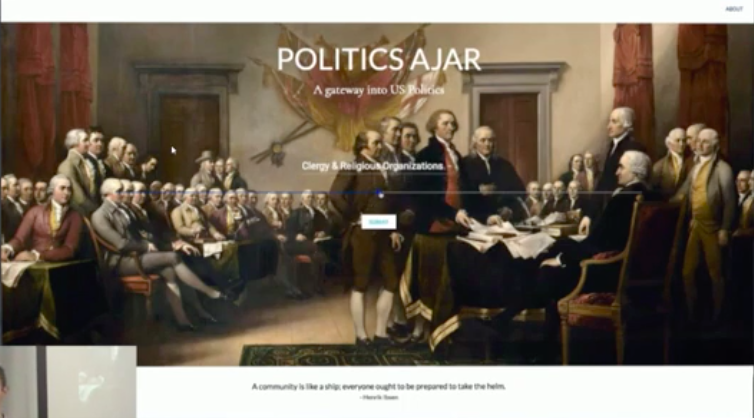 ABOUT
POLITICS AJAR
A gateway into US Politics
Clergy & Religious Organizations
SUBMIT
A community is like a ship; everyone ought to be prepared to take the helm.
–Henrik Ibsen